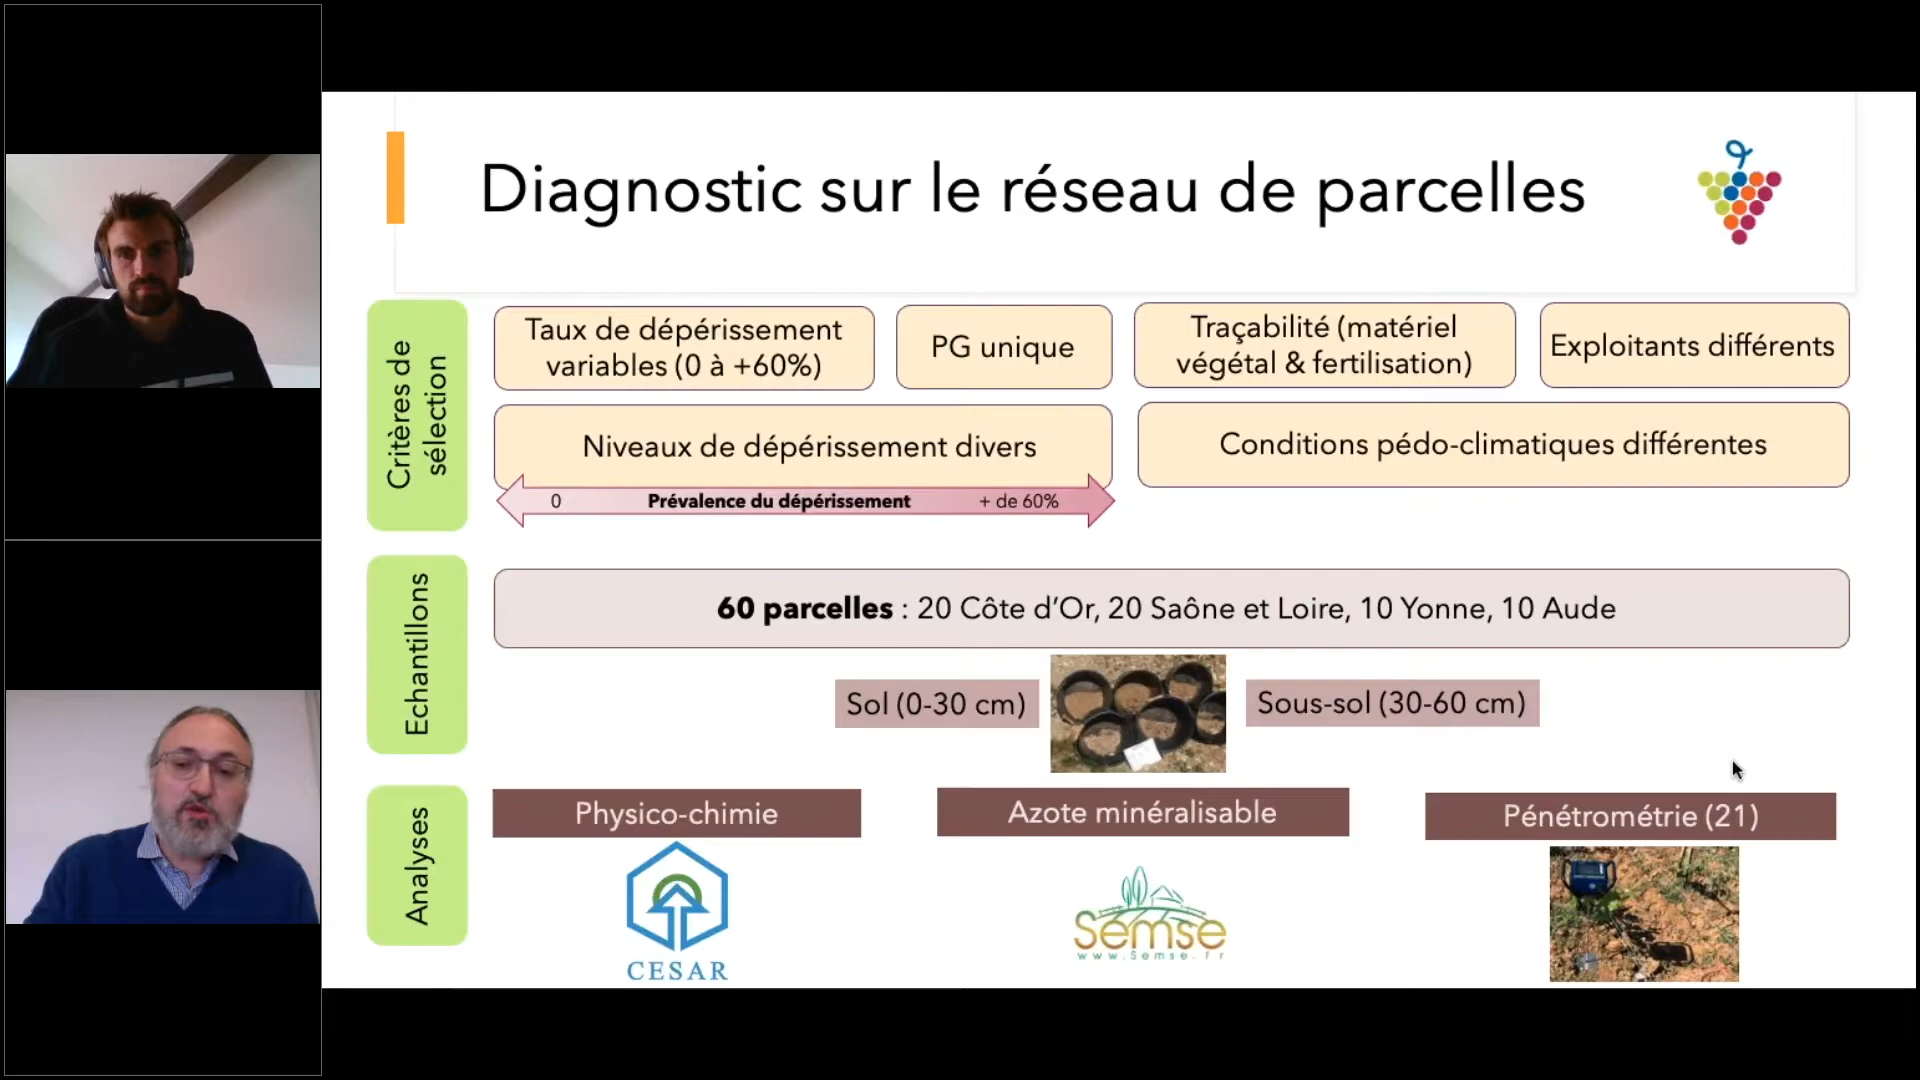 Diagnostic sur le réseau de parcelles
Critères de
sélection
Taux de dépérissement
variables (0 à +60%)
PG unique
Traçabilité (matériel
végétal & fertilisation)
Exploitants différents
Niveaux de dépérissement divers
Conditions pédo-climatiques différentes
0 Prévalence du dépérissement + de 60%
Echantillons
60 parcelles : 20 Côte d’Or, 20 Saône et Loire, 10 Yonne, 10 Aude
Sol (0-30 cm)
Sous-sol (30-60 cm)
Analyses
Physico-chimie
Azote minéralisable
Pénétrométrie (21)
CESAR
Semse
www.Semse.fr